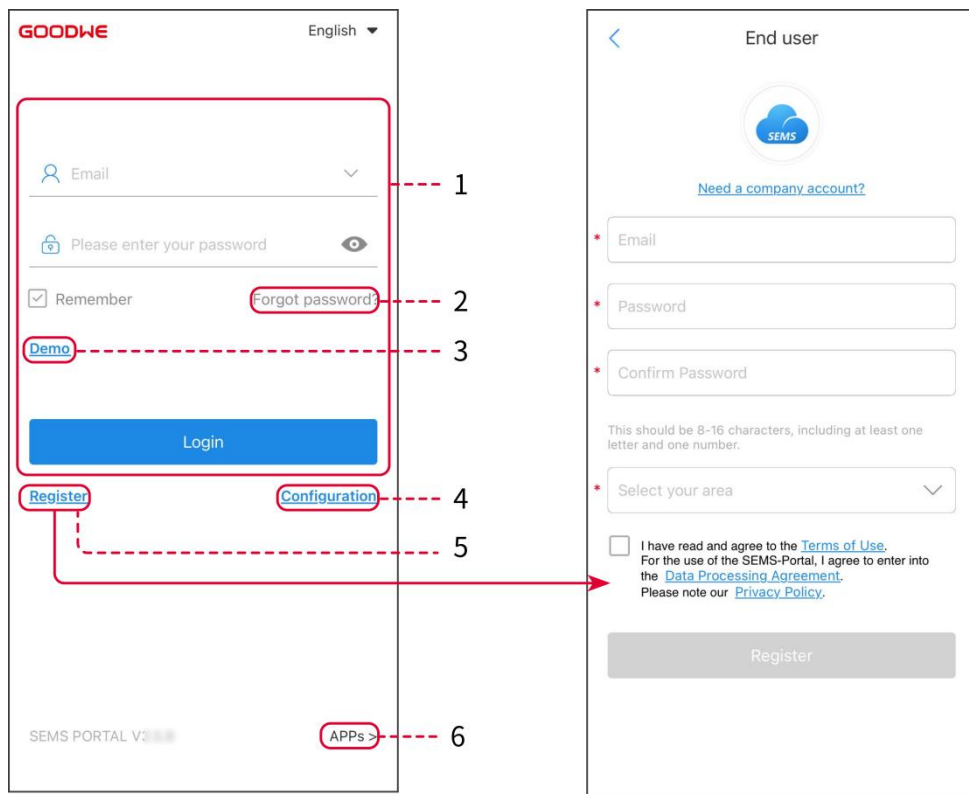 GOODWE
English
Email
1
Please enter your password
Remember
Forgot password?
2
Demo
3
Login
Register
Configuration
4
5
SEMS PORTAL
APPs >
6
End user
SEMS
Need a company account?
* Email
* Password
* Confirm Password
This should be 8-16 characters, including at least one
letter and one number.
* Select your area
I have read and agree to the Terms of Use.
For the use of the SEMS-Portal, I agree to enter into
the Data Processing Agreement.
Please note our Privacy Policy.
Register